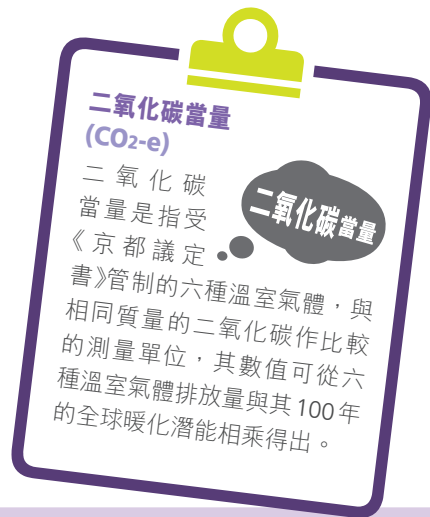 二氧化碳當量
(CO2-e)
二氧化碳
當量是指受
《京都議定
書》管制的六種溫室氣體，與
相同質量的二氧化碳作比較
的測量單位，其數值可從六
種溫室氣體排放量與其100年
的全球暖化潛能相乘得出。
二氧化碳當量